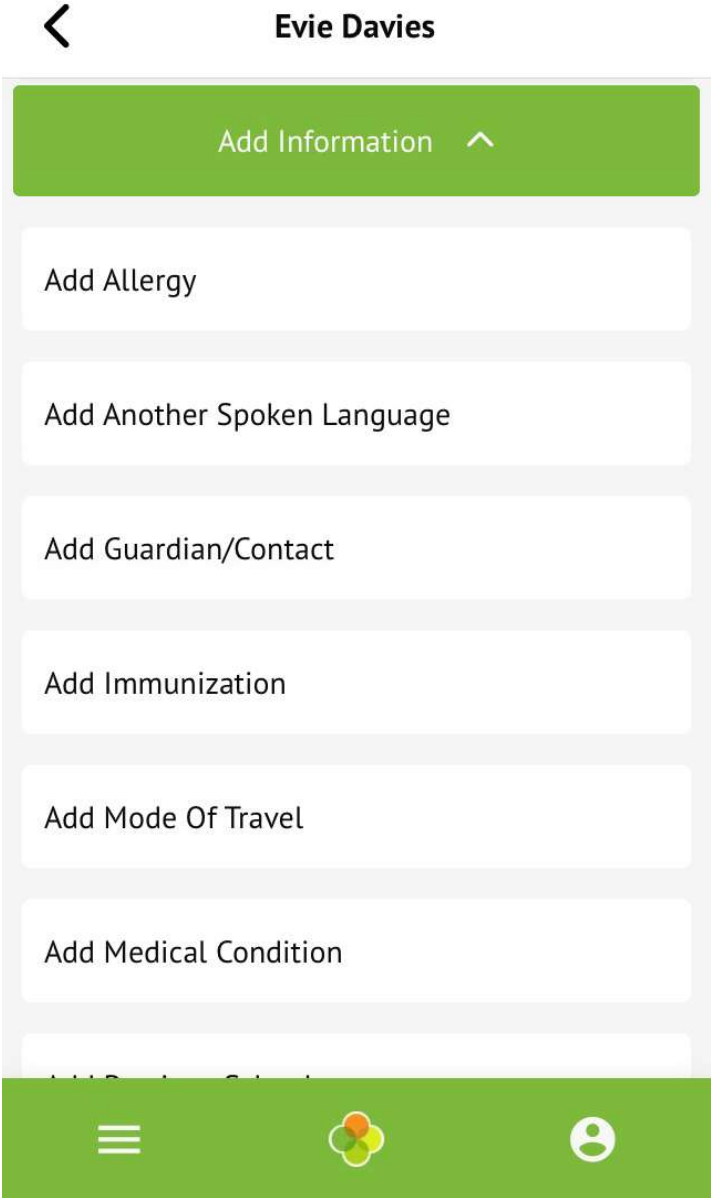 Evie Davies
Add Information
Add Allergy
Add Another Spoken Language
Add Guardian/Contact
Add Immunization
Add Mode Of Travel
Add Medical Condition
Add